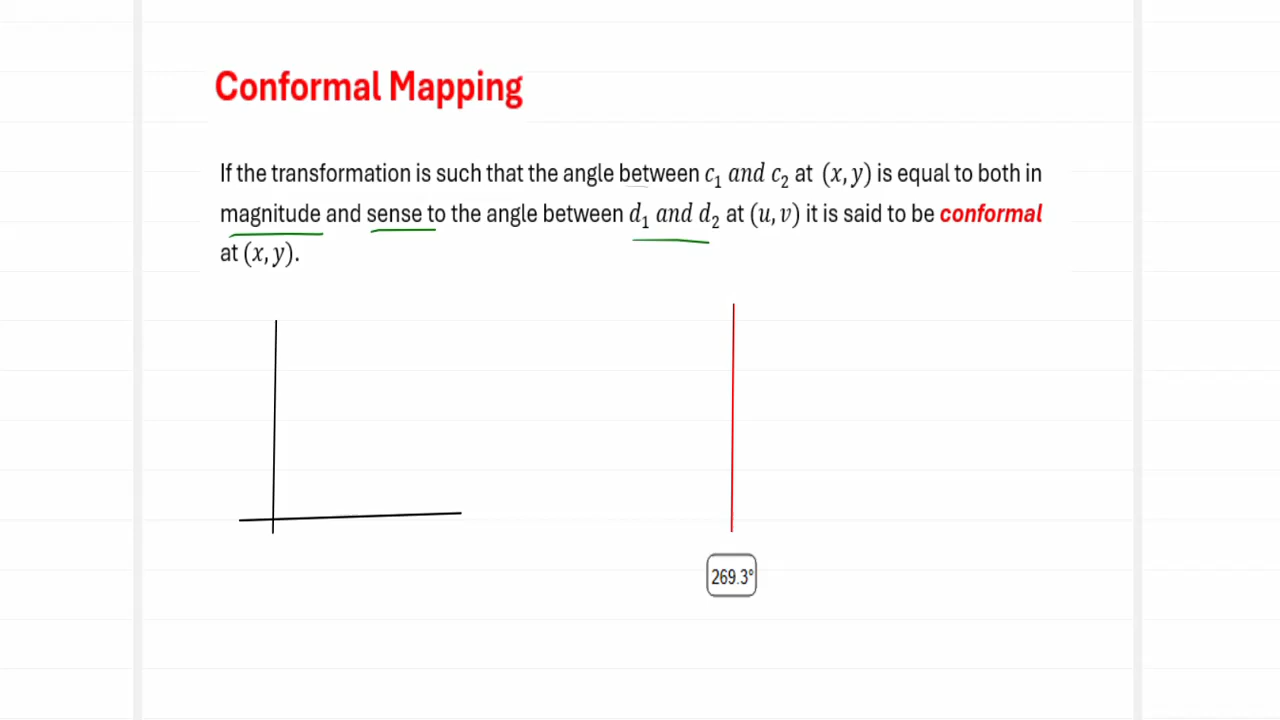 Conformal Mapping
If the transformation is such that the angle between c₁ and c₂ at (x, y) is equal to both in
magnitude and sense to the angle between d₁ and d₂ at (u, v) it is said to be conformal
at (x, y).
269.3°